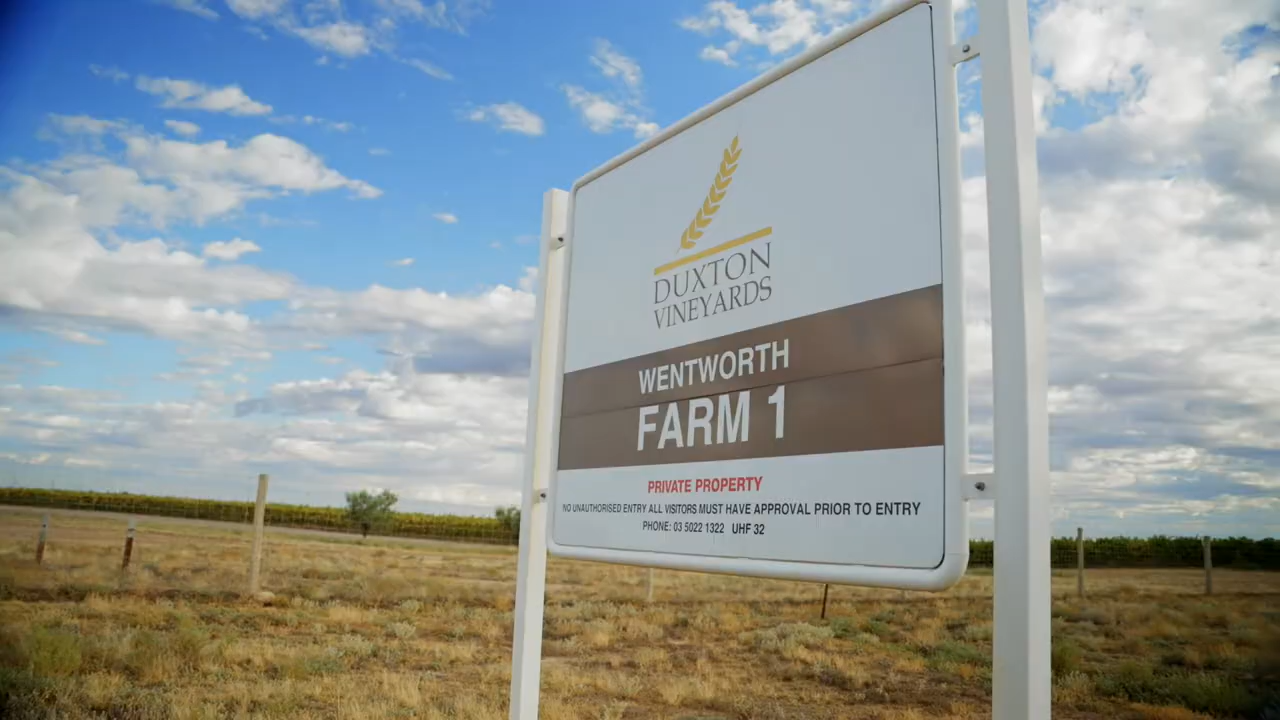 DUXTON
VINEYARDS
WENTWORTH
FARM 1
PRIVATE PROPERTY
NO UNAUTHORISED ENTRY ALL VISITORS MUST HAVE APPROVAL PRIOR TO ENTRY
PHONE: 03 5022 1322 UHF 32